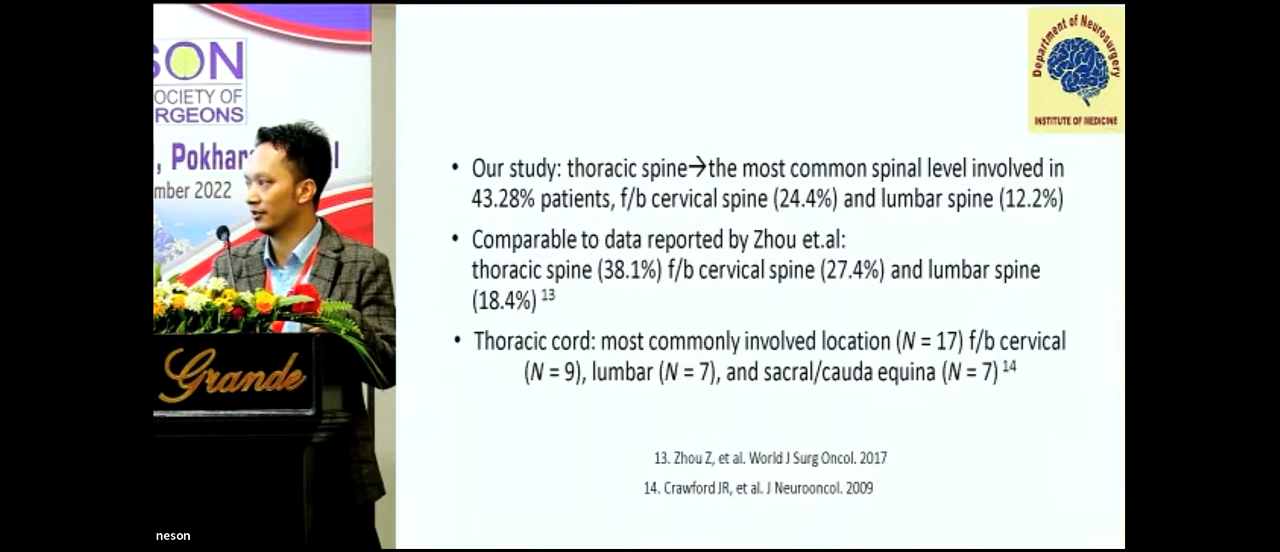 SON
OCIETY OF
RGEONS
, Pokhar
l
mber 2022
Grande
neson
Department of Neurosurgery
INSTITUTE OF MEDICINE
• Our study: thoracic spine→the most common spinal level involved in
43.28% patients, f/b cervical spine (24.4%) and lumbar spine (12.2%)
• Comparable to data reported by Zhou et.al:
thoracic spine (38.1%) f/b cervical spine (27.4%) and lumbar spine
(18.4%) 13
• Thoracic cord: most commonly involved location (N = 17) f/b cervical
(N = 9), lumbar (N = 7), and sacral/cauda equina (N = 7) 14
13. Zhou Z, et al. World J Surg Oncol. 2017
14. Crawford JR, et al. J Neurooncol. 2009